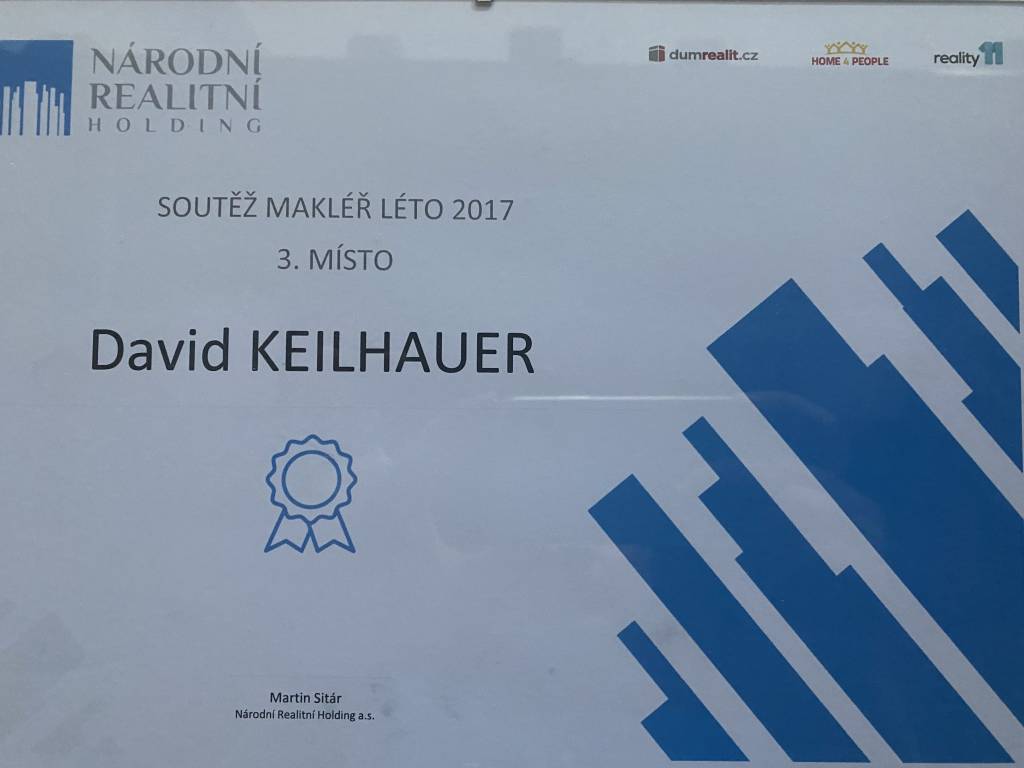 NÁRODNÍ
REALITNÍ
HOLDING
dumrealit.cz
HOME 4 PEOPLE
reality 11
SOUTĚŽ MAKLÉŘ LÉTO 2017
3. MÍSTO
David KEILHAUER
Martin Sitár
Národní Realitní Holding a.s.